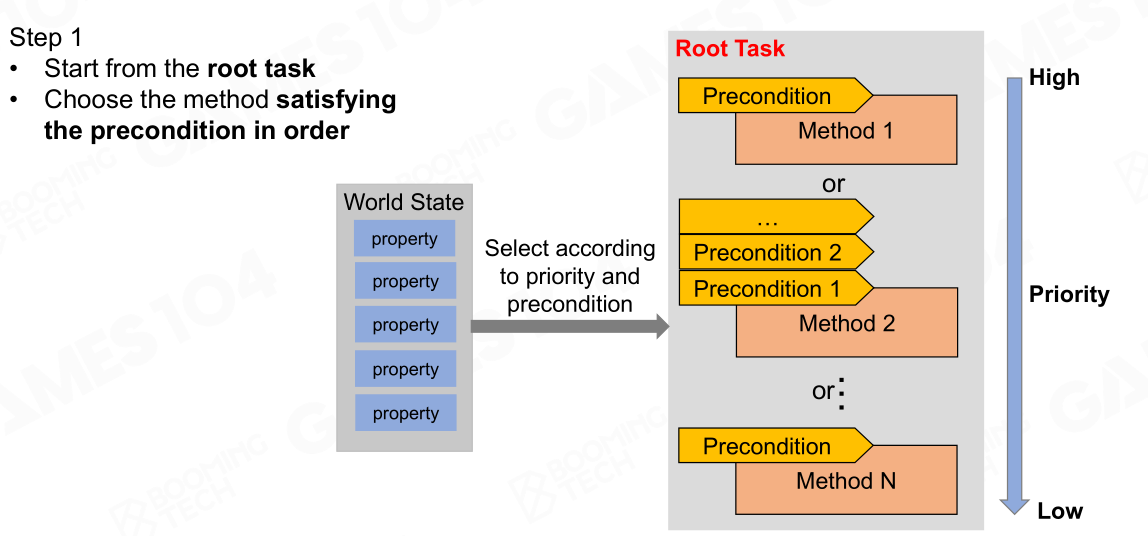 Step 1
• Start from the root task
• Choose the method satisfying
the precondition in order
World State
property
property
property
property
property
Select according
to priority and
precondition
Root Task
Precondition
Method 1
or
...
Precondition 2
Precondition 1
Method 2
or
Precondition
Method N
High
Priority
Low
GAMES104
BOOMING
TECH